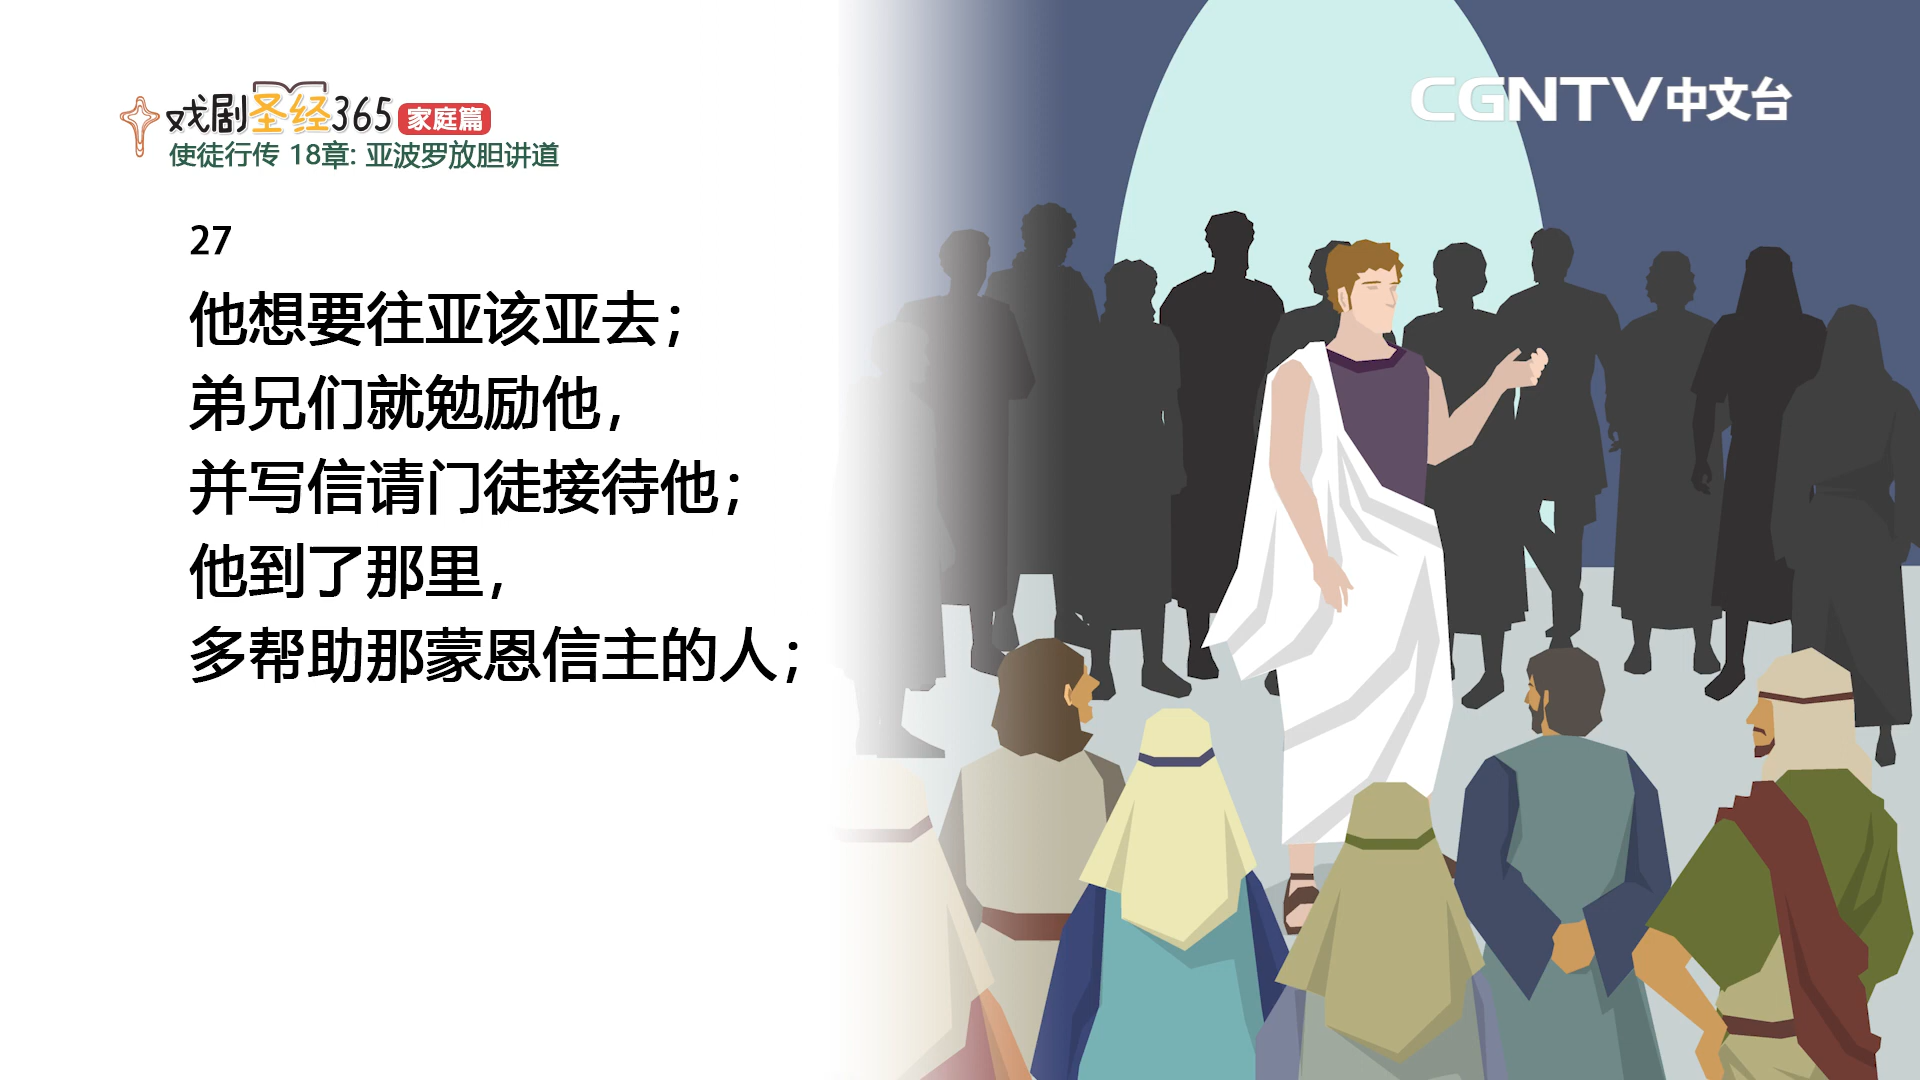 戏剧圣经365 家庭篇
使徒行传 18章: 亚波罗放胆讲道
CGNTV中文台
27
他想要往亚该亚去；
弟兄们就勉励他，
并写信请门徒接待他；
他到了那里，
多帮助那蒙恩信主的人；